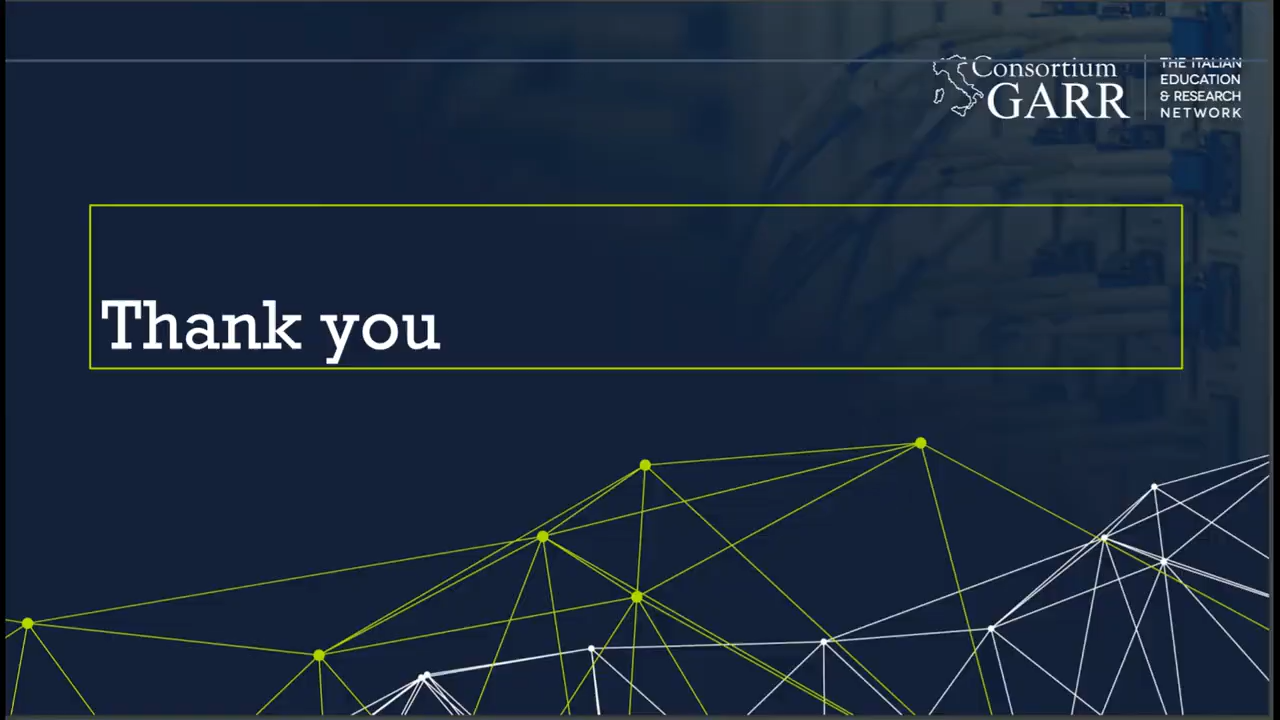 Consortium
GARR
THE ITALIAN
EDUCATION
& RESEARCH
NETWORK
Thank you